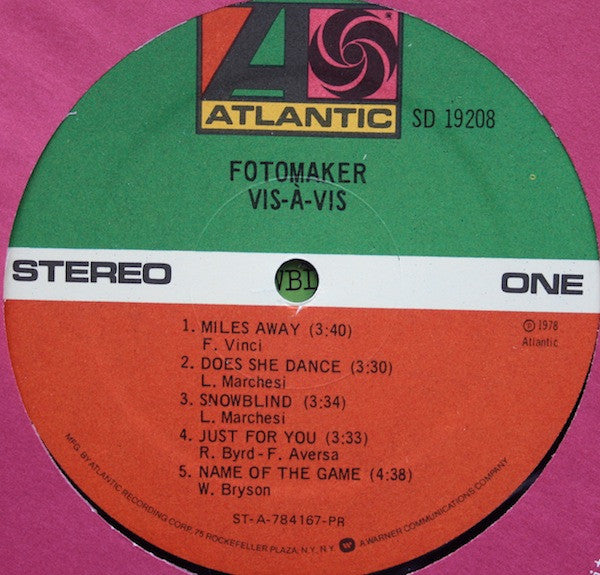 ATLANTIC
SD 19208
FOTOMAKER
VIS-À-VIS
STEREO
ONE
1. MILES AWAY (3:40)
F. Vinci
2. DOES SHE DANCE (3:30)
L. Marchesi
3. SNOWBLIND (3:34)
L. Marchesi
4. JUST FOR YOU (3:33)
R. Byrd-F. Aversa
5. NAME OF THE GAME (4:38)
W. Bryson
℗ 1978
Atlantic
ST-A-784167-PR
MFG. BY ATLANTIC RECORDING CORP., 75 ROCKEFELLER PLAZA, N.Y., N.Y. A WARNER COMMUNICATIONS COMPANY